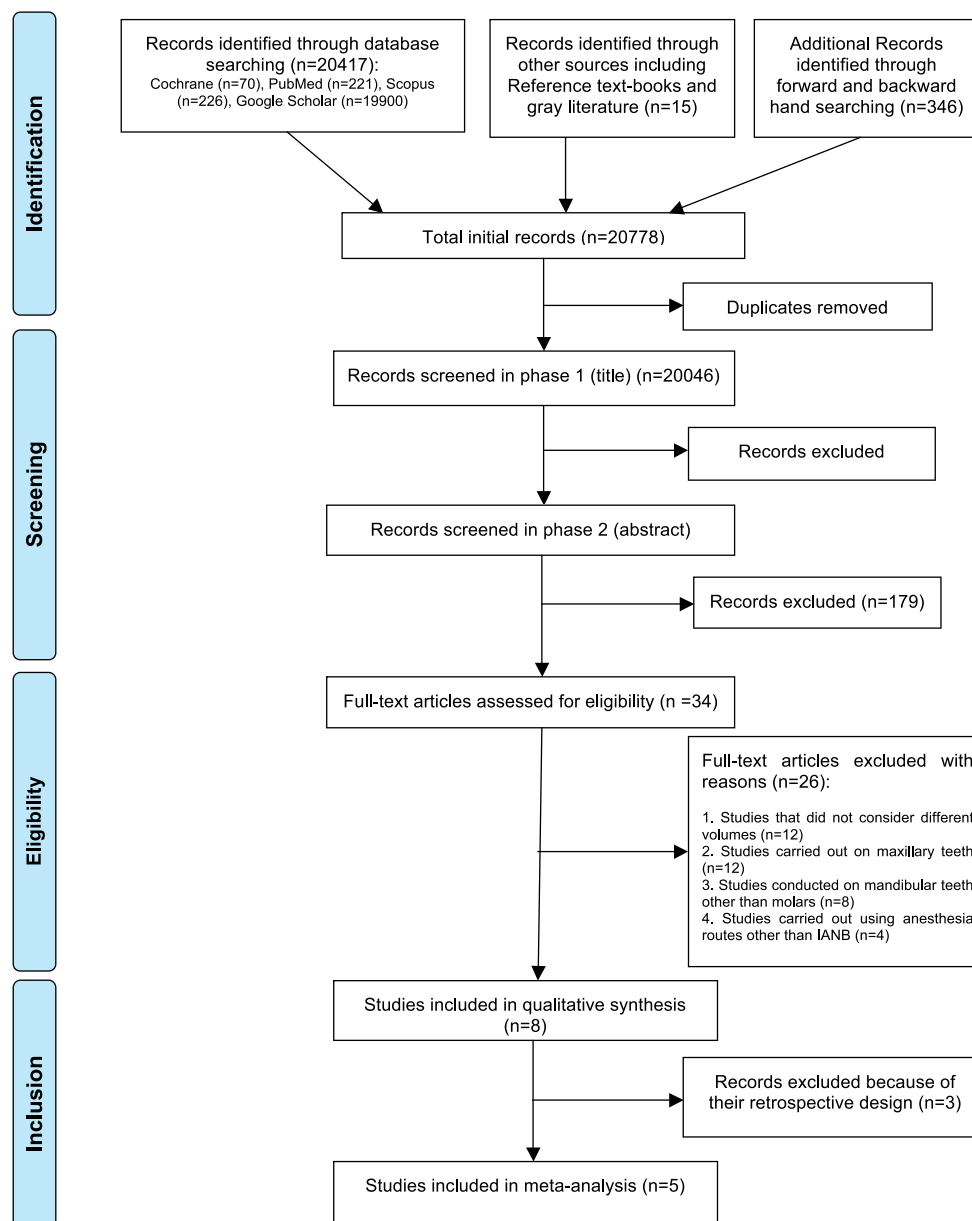 Identification
Records identified through database
searching (n=20417):
Cochrane (n=70), PubMed (n=221), Scopus
(n=226), Google Scholar (n=19900)
Records identified through
other sources including
Reference text-books and
gray literature (n=15)
Additional Records
identified through
forward and backward
hand searching (n=346)
Total initial records (n=20778)
Duplicates removed
Screening
Records screened in phase 1 (title) (n=20046)
Records excluded
Records screened in phase 2 (abstract)
Records excluded (n=179)
Eligibility
Full-text articles assessed for eligibility (n =34)
Full-text articles excluded with
reasons (n=26):
1. Studies that did not consider different
volumes (n=12)
2. Studies carried out on maxillary teeth
(n=12)
3. Studies conducted on mandibular teeth
other than molars (n=8)
4. Studies carried out using anesthesia
routes other than IANB (n=4)
Inclusion
Studies included in qualitative synthesis
(n=8)
Records excluded because of
their retrospective design (n=3)
Studies included in meta-analysis (n=5)